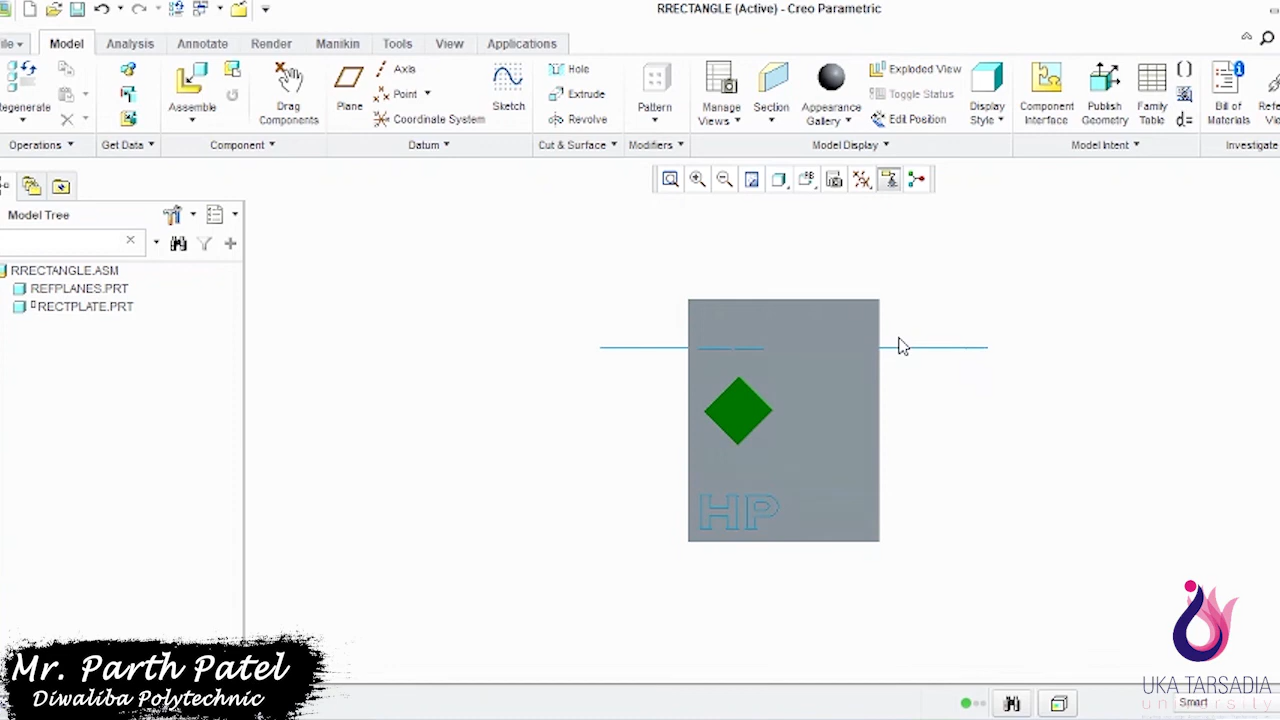 RRECTANGLE (Active) - Creo Parametric
Model
Analysis
Annotate
Render
Manikin
Tools
View
Applications
Axis
Point
Coordinate System
Hole
Extrude
Revolve
Exploded View
Toggle Status
Edit Position
Assemble
Drag
Components
Plane
Sketch
Pattern
Manage
Views
Section
Appearance
Gallery
Display
Style
Component
Interface
Publish
Geometry
Family
Table
Bill of
Materials
Operations
Get Data
Component
Datum
Cut & Surface
Modifiers
Model Display
Model Intent
Investigate
Model Tree
RRECTANGLE.ASM
REFPLANES.PRT
RECTPLATE.PRT
HP
Mr. Parth Patel
Diwaliba Polytechnic
UKA TARSADIA
university
Smart